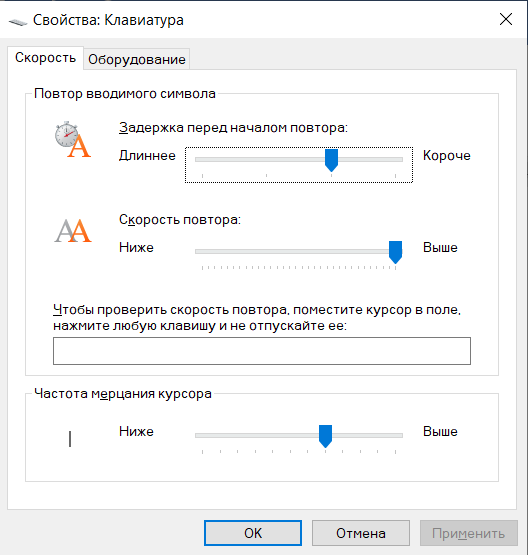 Свойства: Клавиатура
Скорость
Оборудование
Повтор вводимого символа
Задержка перед началом повтора:
Длиннее
Короче
Скорость повтора:
Ниже
Выше
Чтобы проверить скорость повтора, поместите курсор в поле,
нажмите любую клавишу и не отпускайте ее:
Частота мерцания курсора
Ниже
Выше
OK
Отмена
Применить